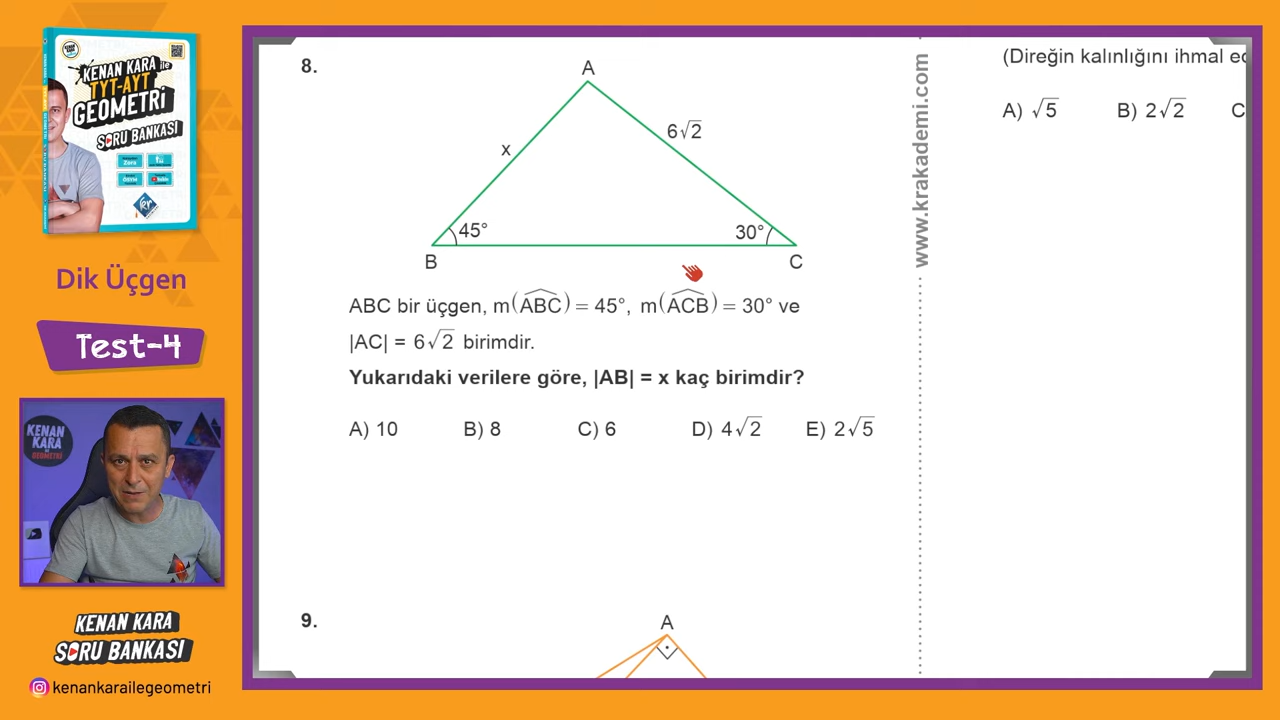 KENAN KARA ile
TYT-AYT
GEOMETRİ
SORU BANKASI
kr
Dik Üçgen
Test-4
KENAN
KARA
GEOMETRİ
KENAN KARA
SORU BANKASI
kenankarailegeometri
8.
A
x
6√2
45°
30°
B
C
ABC bir üçgen, m(ABC) = 45°, m(ACB) = 30° ve
|AC| = 6√2 birimdir.
Yukarıdaki verilere göre, |AB| = x kaç birimdir?
A) 10 B) 8 C) 6 D) 4√2 E) 2√5
9.
A
www.krakademi.com
(Direğin kalınlığını ihmal ed
A) √5 B) 2√2 C